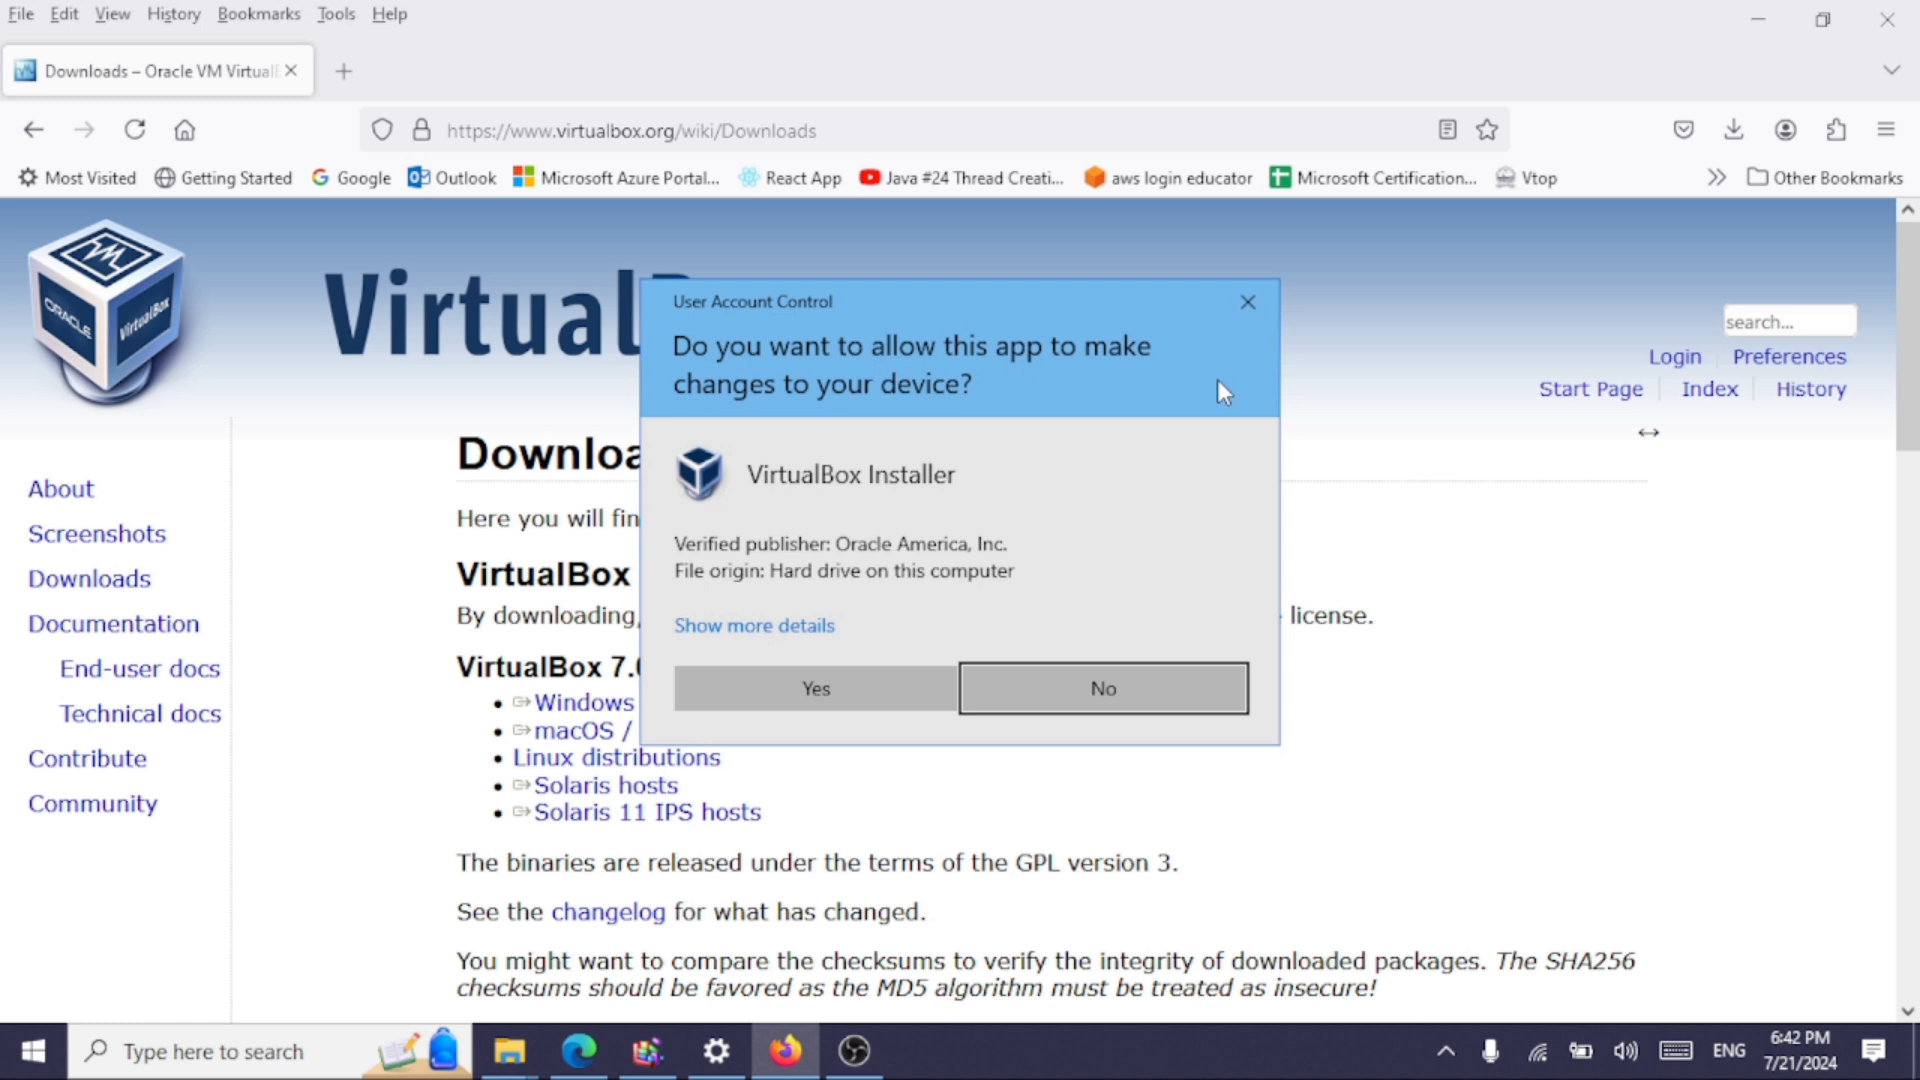 File Edit View History Bookmarks Tools Help
Downloads – Oracle VM Virtual
https://www.virtualbox.org/wiki/Downloads
Most Visited Getting Started Google Outlook Microsoft Azure Portal... React App Java #24 Thread Creati... aws login educator Microsoft Certification... Vtop Other Bookmarks
ORACLE
VirtualBox
Virtual
search...
Login Preferences
Start Page Index History
About
Screenshots
Downloads
Documentation
End-user docs
Technical docs
Contribute
Community
User Account Control
Do you want to allow this app to make
changes to your device?
VirtualBox Installer
Verified publisher: Oracle America, Inc.
File origin: Hard drive on this computer
Show more details
Yes No
Here you will
VirtualBox
By downloading, license.
VirtualBox
Windows
macOS /
Linux distributions
Solaris hosts
Solaris 11 IPS hosts
The binaries are released under the terms of the GPL version 3.
See the changelog for what has changed.
You might want to compare the checksums to verify the integrity of downloaded packages. The SHA256
checksums should be favored as the MD5 algorithm must be treated as insecure!
Type here to search
ENG
6:42 PM
7/21/2024